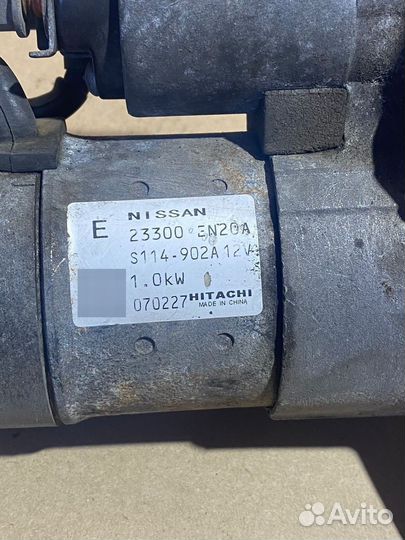 E NISSAN
23300 EN20A
S114-902A 12V
1.0kW
070227 HITACHI
MADE IN CHINA
Avito